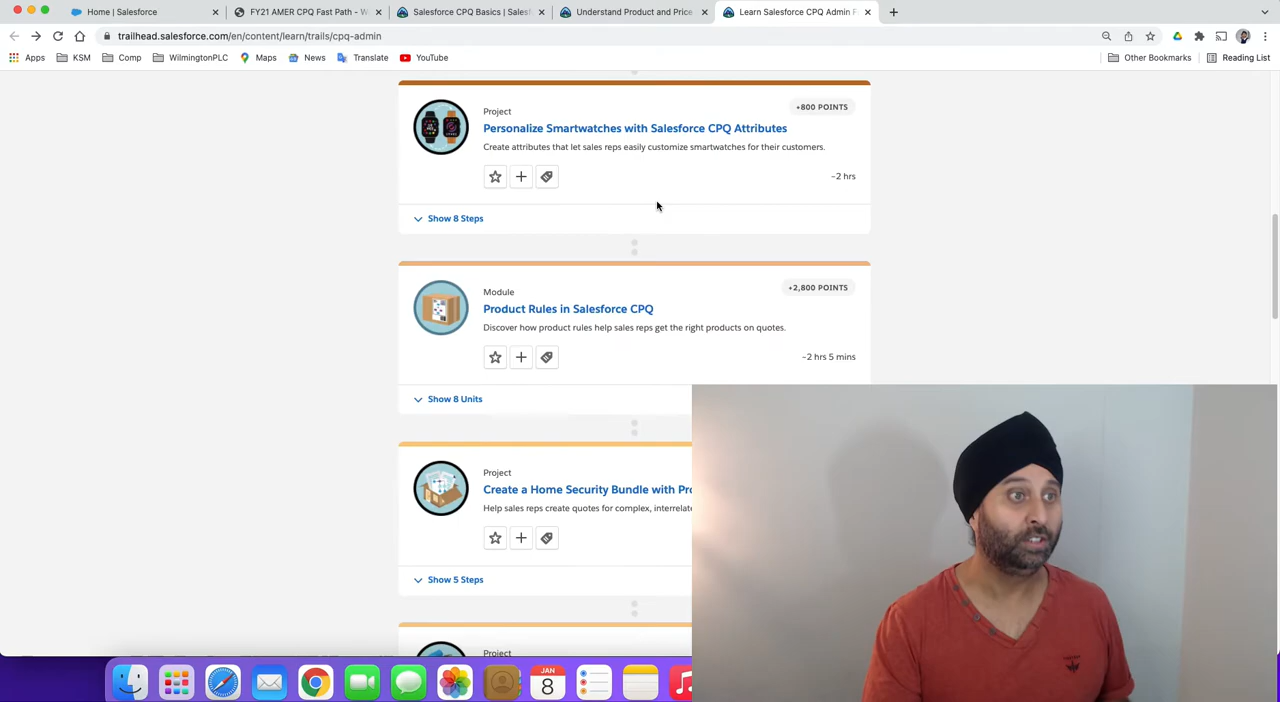 Home | Salesforce
FY21 AMER CPQ Fast Path - W
Salesforce CPQ Basics | Sales
Understand Product and Price
Learn Salesforce CPQ Admin F
trailhead.salesforce.com/en/content/learn/trails/cpq-admin
Apps KSM Comp WilmingtonPLC Maps News Translate YouTube Other Bookmarks Reading List
Project
+800 POINTS
Personalize Smartwatches with Salesforce CPQ Attributes
Create attributes that let sales reps easily customize smartwatches for their customers.
~2 hrs
Show 8 Steps
Module
+2,800 POINTS
Product Rules in Salesforce CPQ
Discover how product rules help sales reps get the right products on quotes.
~2 hrs 5 mins
Show 8 Units
Project
Create a Home Security Bundle with Pro
Help sales reps create quotes for complex, interrelate
Show 5 Steps
Project
JAN
8